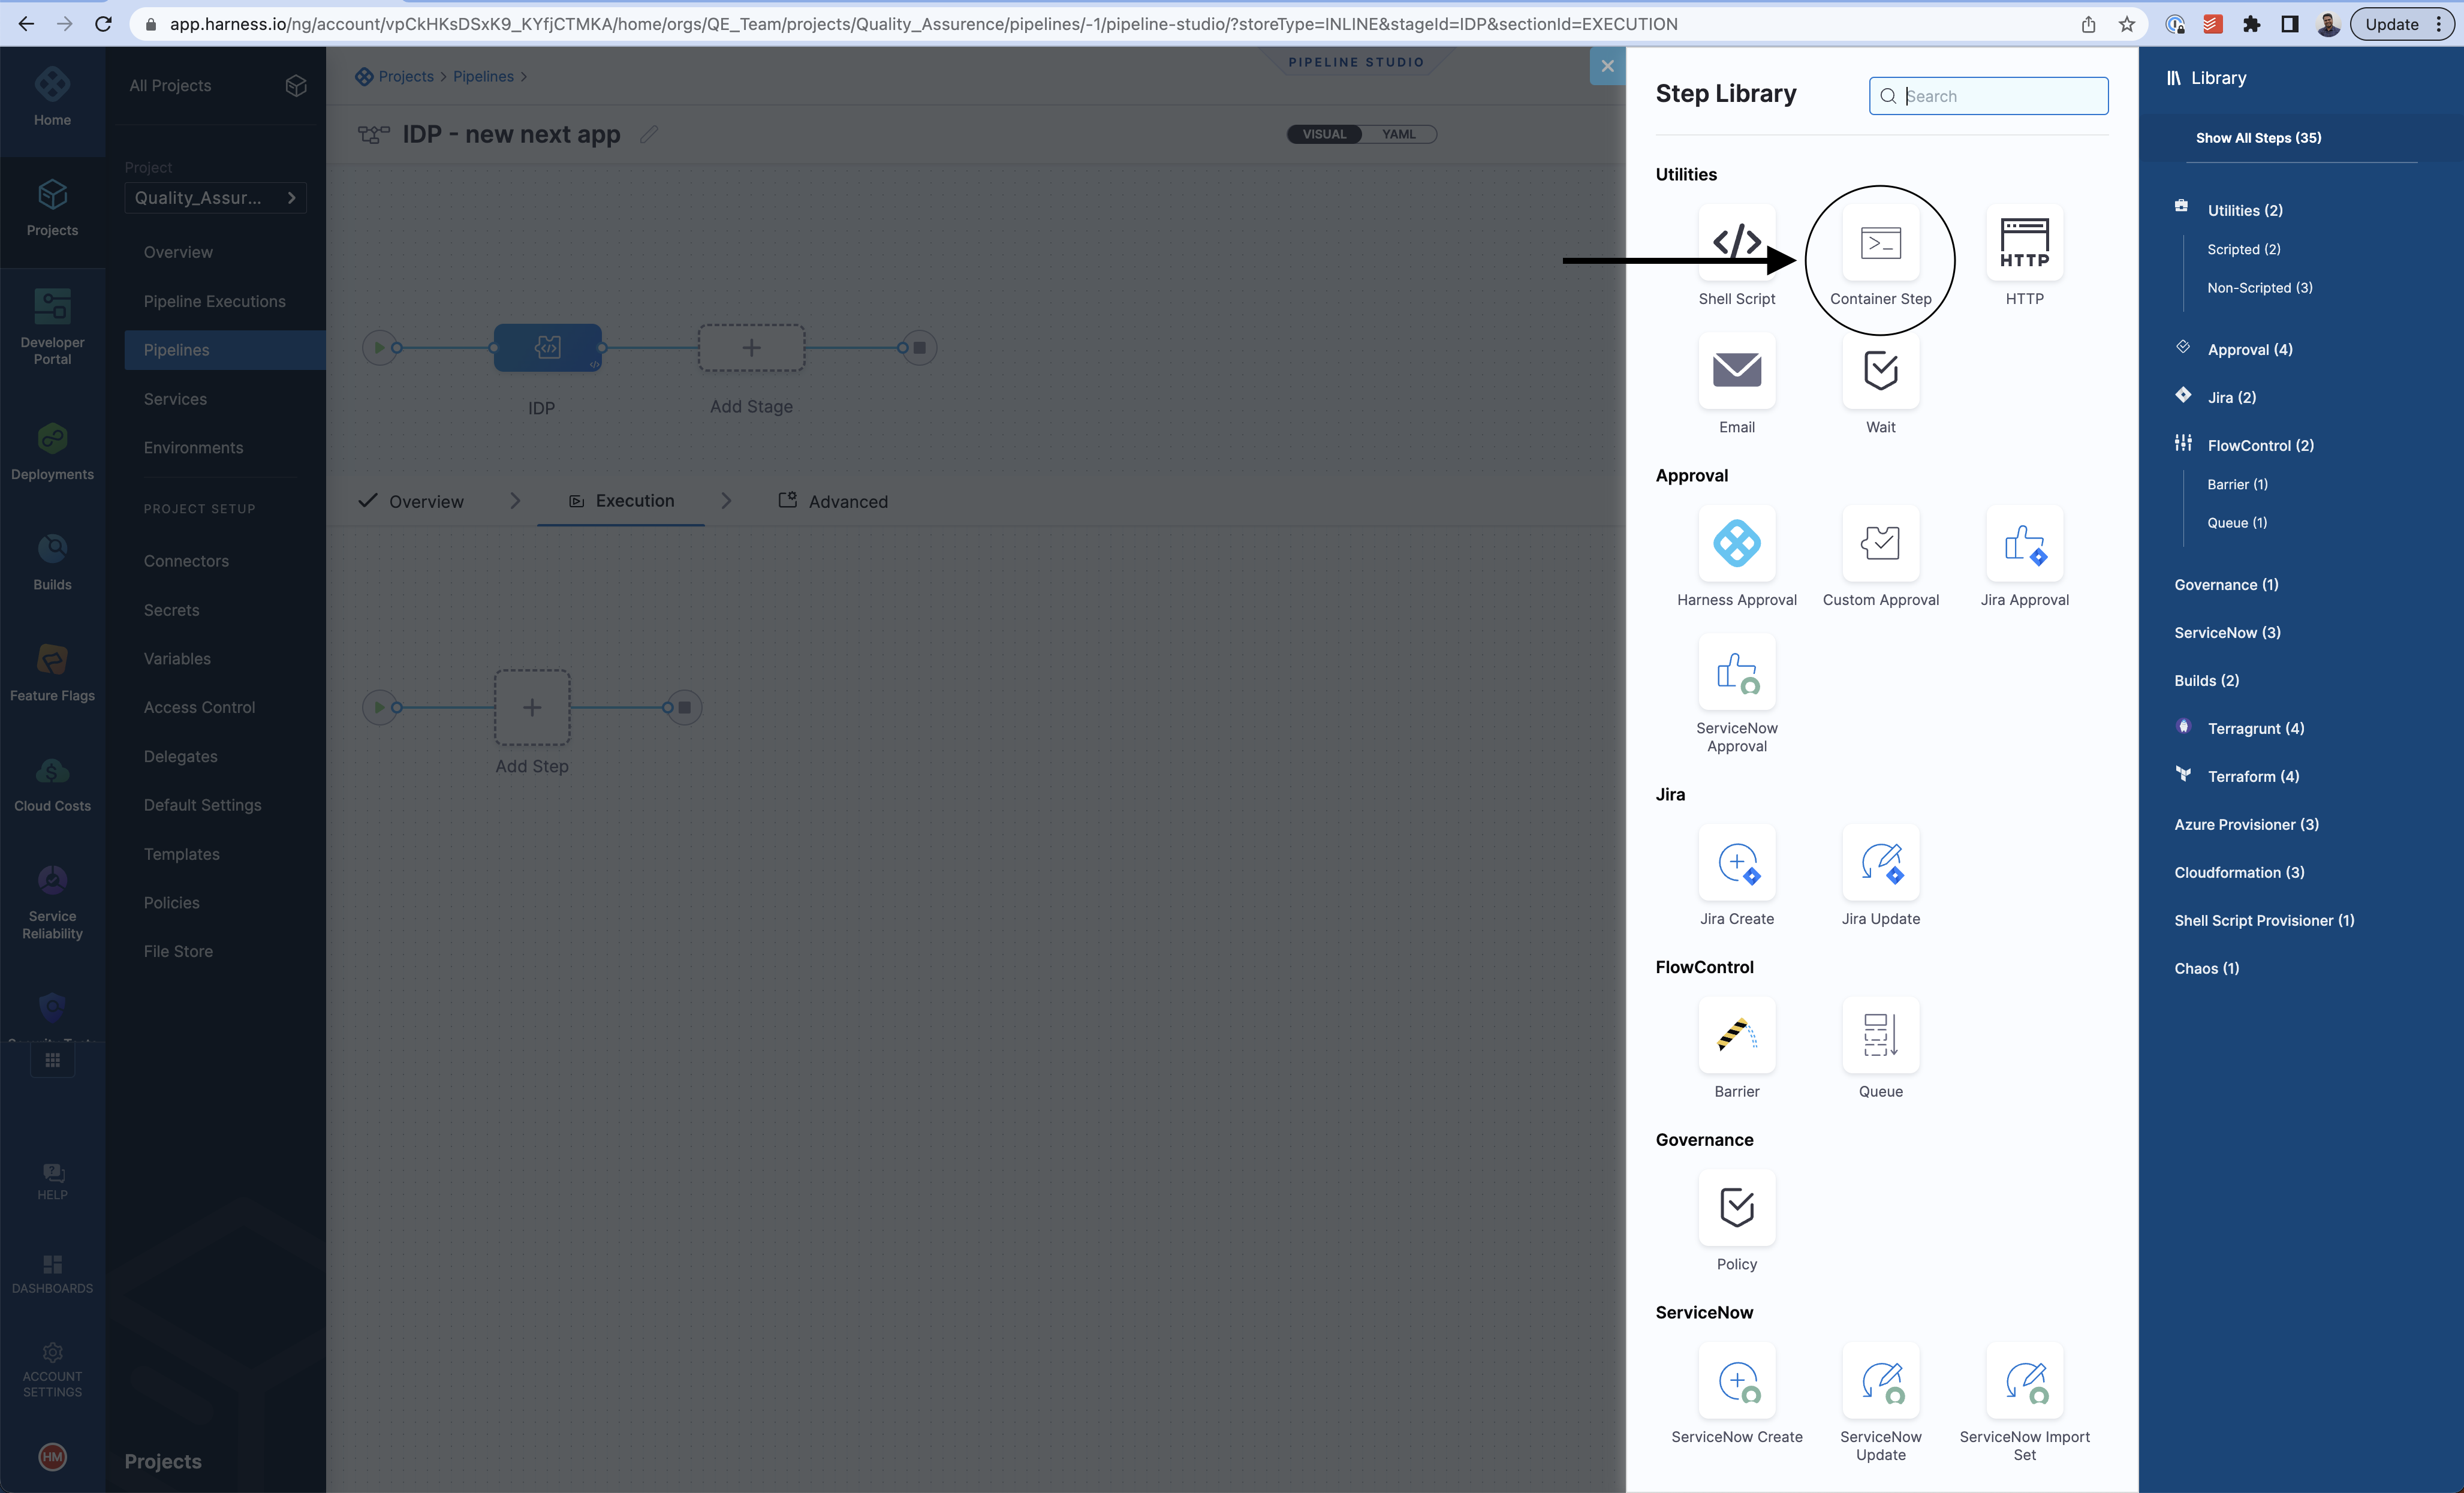 app.harness.io/ng/account/vpCkHKsDSxK9_KYfjCTMKA/home/orgs/QE_Team/projects/Quality_Assurence/pipelines/-1/pipeline-studio/?storeType=INLINE&stageId=IDP&sectionId=EXECUTION
Update
Home
Projects
Developer
Portal
Deployments
Builds
Feature Flags
Cloud Costs
Service
Reliability
HELP
DASHBOARDS
ACCOUNT
SETTINGS
HM
All Projects
Project
Quality_Assur...
Overview
Pipeline Executions
Pipelines
Services
Environments
PROJECT SETUP
Connectors
Secrets
Variables
Access Control
Delegates
Default Settings
Templates
Policies
File Store
Projects
Projects > Pipelines >
PIPELINE STUDIO
IDP - new next app
VISUAL YAML
IDP
Add Stage
Overview
Execution
Advanced
Add Step
Step Library
Search
Utilities
Shell Script
Container Step
HTTP
HTTP
Email
Wait
Approval
Harness Approval
Custom Approval
Jira Approval
ServiceNow
Approval
Jira
Jira Create
Jira Update
FlowControl
Barrier
Queue
Governance
Policy
ServiceNow
ServiceNow Create
ServiceNow
Update
ServiceNow Import
Set
Library
Show All Steps (35)
Utilities (2)
Scripted (2)
Non-Scripted (3)
Approval (4)
Jira (2)
FlowControl (2)
Barrier (1)
Queue (1)
Governance (1)
ServiceNow (3)
Builds (2)
Terragrunt (4)
Terraform (4)
Azure Provisioner (3)
Cloudformation (3)
Shell Script Provisioner (1)
Chaos (1)